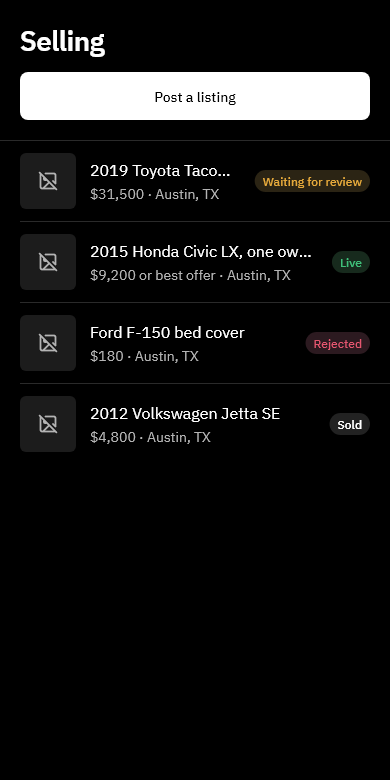 Selling
Post a listing
2019 Toyota Taco...
Waiting for review
$31,500 · Austin, TX
2015 Honda Civic LX, one ow...
Live
$9,200 or best offer · Austin, TX
Ford F-150 bed cover
Rejected
$180 · Austin, TX
2012 Volkswagen Jetta SE
Sold
$4,800 · Austin, TX